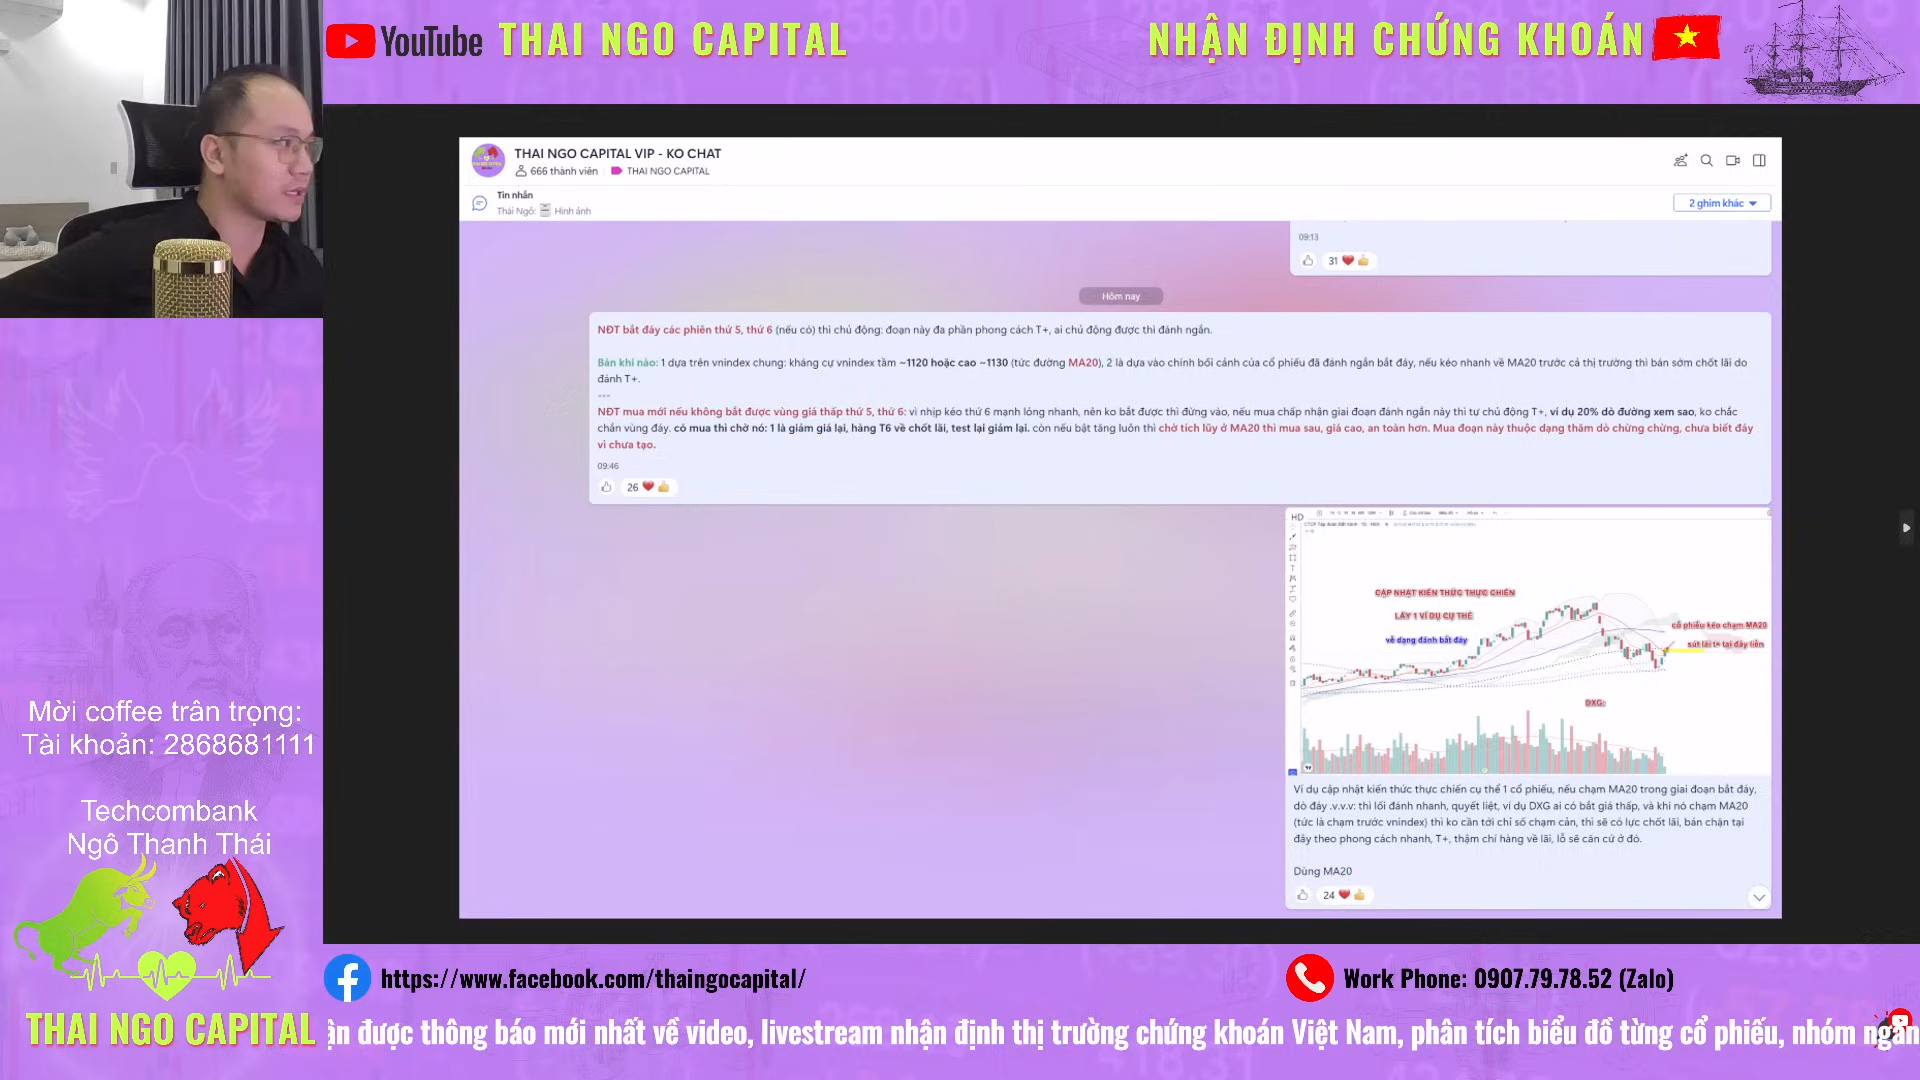 YouTube THAI NGO CAPITAL
NHẬN ĐỊNH CHỨNG KHOÁN
THAI NGO CAPITAL VIP - KO CHAT
666 thành viên
THAI NGO CAPITAL
Tin nhắn
Thái Ngô: Hình ảnh
2 ghim khác
09:13
31
Hôm nay
NĐT bắt đáy các phiên thứ 5, thứ 6 (nếu có) thì chủ động: đoạn này đa phần phong cách T+, ai chủ động được thì đánh ngắn.
Bán khi nào: 1 dựa trên vnindex chung: kháng cự vnindex tầm ~1120 hoặc cao ~1130 (tức đường MA20), 2 là dựa vào chính bối cảnh của cổ phiếu đã đánh ngắn bắt đáy, nếu kéo nhanh về MA20 trước cả thị trường thì bán sớm chốt lãi do
đánh T+.
---
NĐT mua mới nếu không bắt được vùng giá thấp thứ 5, thứ 6: vì nhịp kéo thứ 6 mạnh lóng nhanh, nên ko bắt được thì đừng vào, nếu mua chấp nhận giai đoạn đánh ngắn này thì tự chủ động T+, ví dụ 20% dò đường xem sao, ko chắc
chắn vùng đáy. có mua thì chờ nó: 1 là giảm giá lại, hàng T6 về chốt lãi, test lại giảm lại. còn nếu bật tăng luôn thì chờ tích lũy ở MA20 thì mua sau, giá cao, an toàn hơn. Mua đoạn này thuộc dạng thăm dò chừng chừng, chưa biết đáy
vì chưa tạo.
09:46
26
HD
CẬP NHẬT KIẾN THỨC THỰC CHIẾN
LẤY 1 VÍ DỤ CỤ THỂ
về dạng đánh bắt đáy
cổ phiếu kéo chạm MA20
sút lãi t+ tại đây liền
DXG:
Ví dụ cập nhật kiến thức thực chiến cụ thể 1 cổ phiếu, nếu chạm MA20 trong giai đoạn bắt đáy,
dò đáy .v.v.v: thì lối đánh nhanh, quyết liệt, ví dụ DXG ai có bắt giá thấp, và khi nó chạm MA20
(tức là chạm trước vnindex) thì ko cần tới chỉ số chạm cản, thì sẽ có lực chốt lãi, bán chặn tại
đây theo phong cách nhanh, T+, thậm chí hàng về lãi, lỗ sẽ căn cứ ở đó.
Dùng MA20
24
Mời coffee trân trọng:
Tài khoản: 2868681111
Techcombank
Ngô Thanh Thái
THAI NGO CAPITAL
https://www.facebook.com/thaingocapital/
Work Phone: 0907.79.78.52 (Zalo)
ận được thông báo mới nhất về video, livestream nhận định thị trường chứng khoán Việt Nam, phân tích biểu đồ từng cổ phiếu, nhóm ngàn